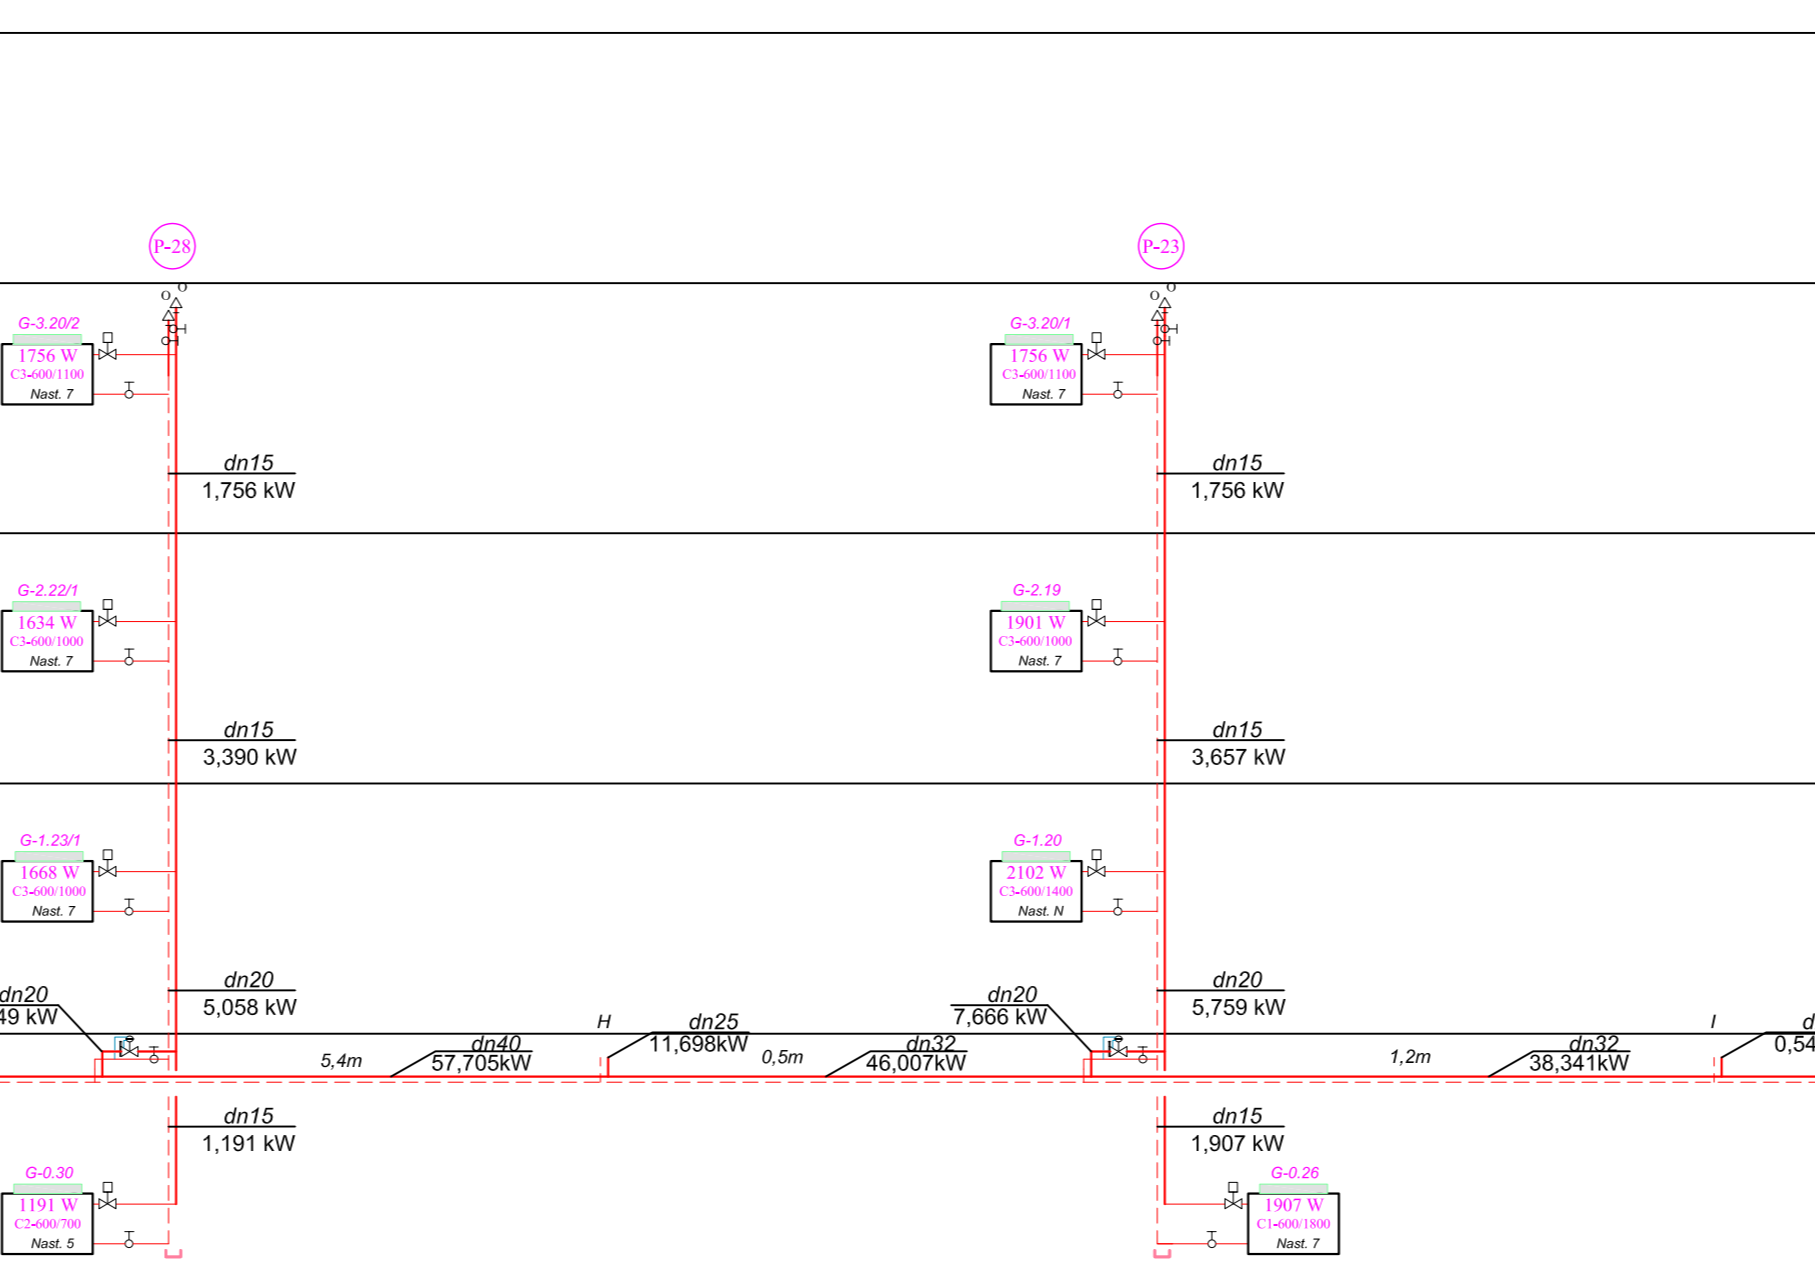 P-28
P-23
O
O
O
O
G-3.20/2
1756 W
C3-600/1100
Nast. 7
G-3.20/1
1756 W
C3-600/1100
Nast. 7
dn15
1,756 kW
dn15
1,756 kW
G-2.22/1
1634 W
C3-600/1000
Nast. 7
G-2.19
1901 W
C3-600/1000
Nast. 7
dn15
3,390 kW
dn15
3,657 kW
G-1.23/1
1668 W
C3-600/1000
Nast. 7
G-1.20
2102 W
C3-600/1400
Nast. N
dn20
5,058 kW
dn20
5,759 kW
dn20
49 kW
dn20
7,666 kW
H
dn25
11,698kW
I
d
0,54
5,4m
dn40
57,705kW
0,5m
dn32
46,007kW
1,2m
dn32
38,341kW
dn15
1,191 kW
dn15
1,907 kW
G-0.30
1191 W
C2-600/700
Nast. 5
G-0.26
1907 W
C1-600/1800
Nast. 7